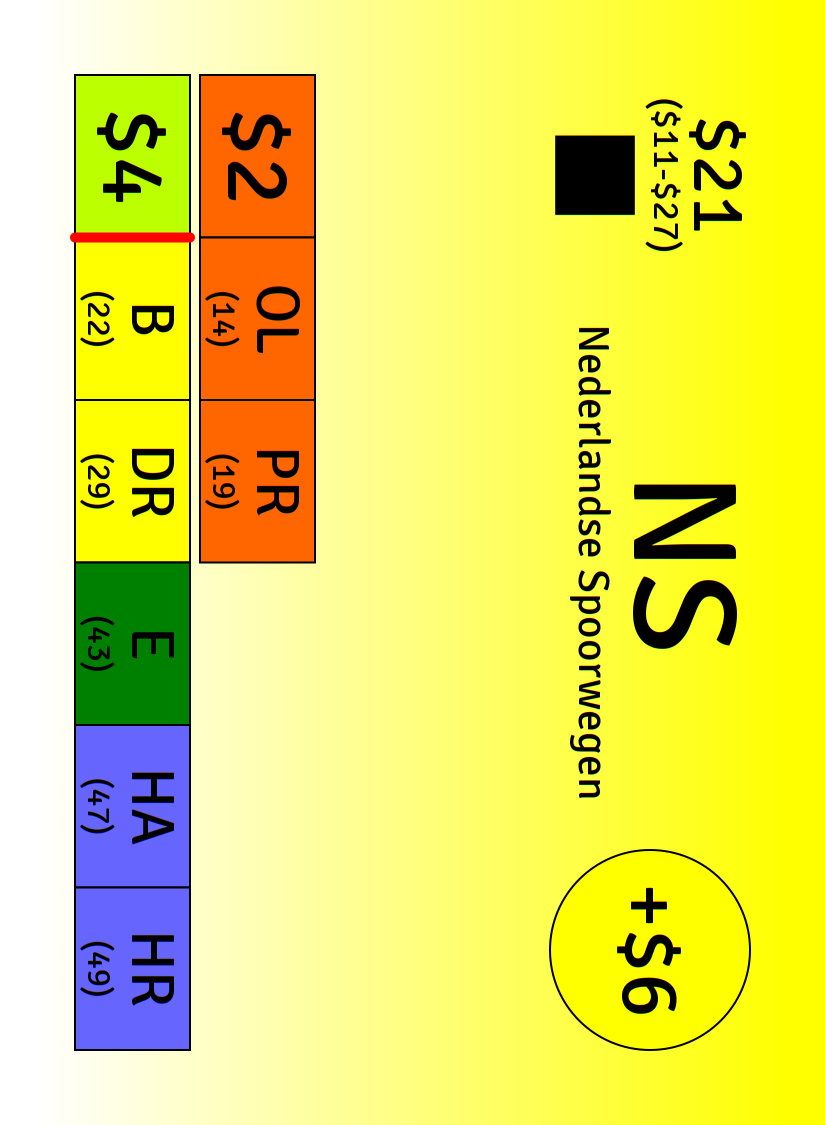 $21
($11-$27)
NS
Nederlandse Spoorwegen
+$6
$2
OL
(14)
PR
(19)
$4
B
(22)
DR
(29)
E
(43)
HA
(47)
HR
(49)